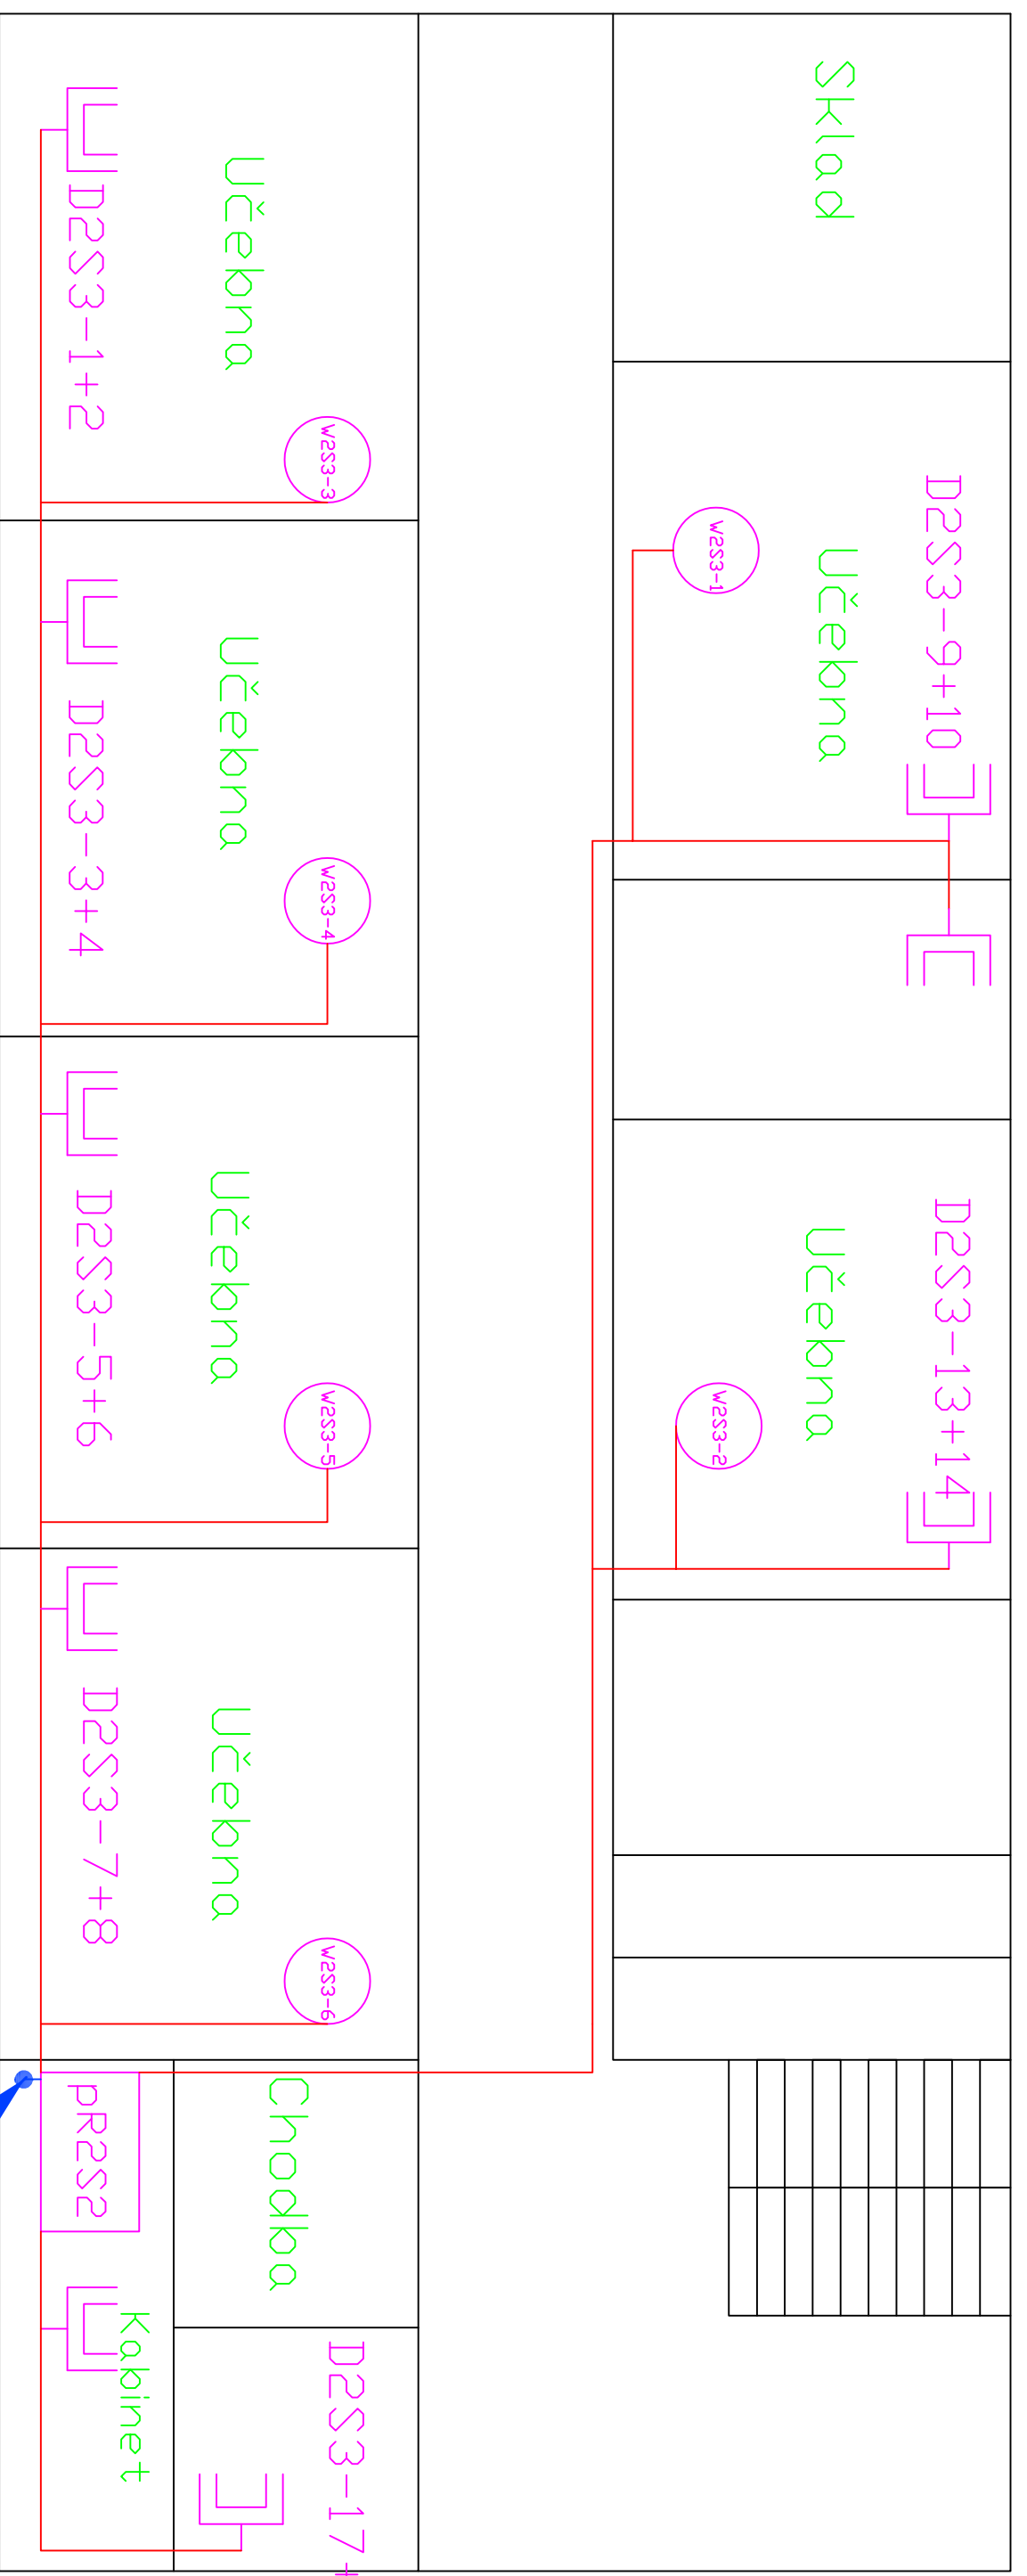 Sklad
D2S3-9+10
Učebna
W2S3-1
D2S3-13+14
Učebna
W2S3-2
Učebna
W2S3-3
D2S3-1+2
Učebna
W2S3-4
D2S3-3+4
Učebna
W2S3-5
D2S3-5+6
Učebna
W2S3-6
D2S3-7+8
Chodba
pR2S2
Kabinet
D2S3-17+